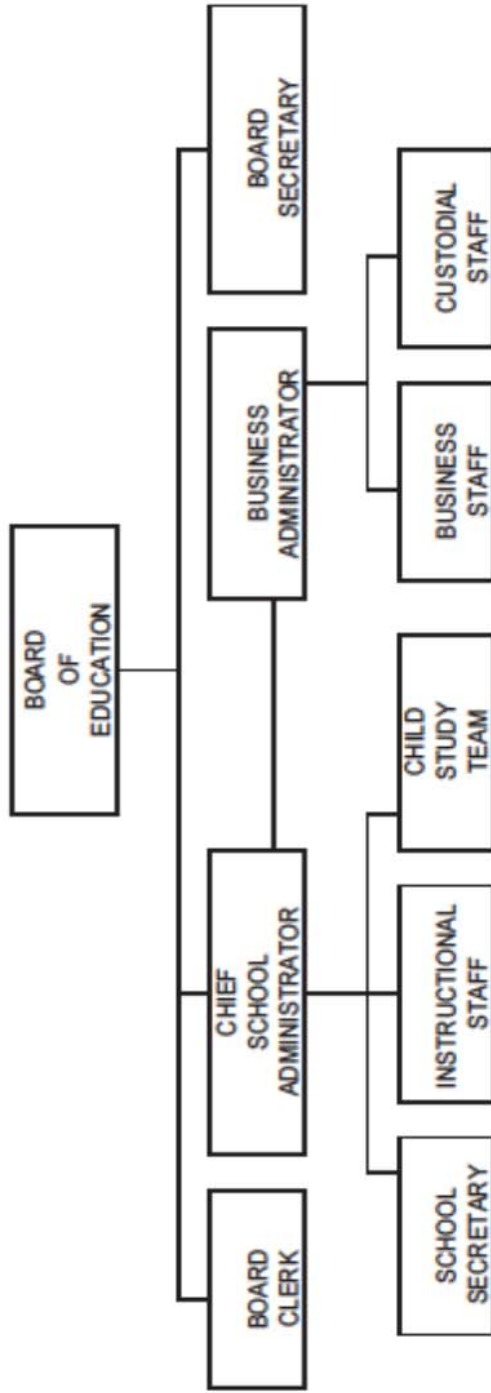 BOARD
OF
EDUCATION
BOARD
CLERK
CHIEF
SCHOOL
ADMINISTRATOR
BUSINESS
ADMINISTRATOR
BOARD
SECRETARY
SCHOOL
SECRETARY
INSTRUCTIONAL
STAFF
CHILD
STUDY
TEAM
BUSINESS
STAFF
CUSTODIAL
STAFF